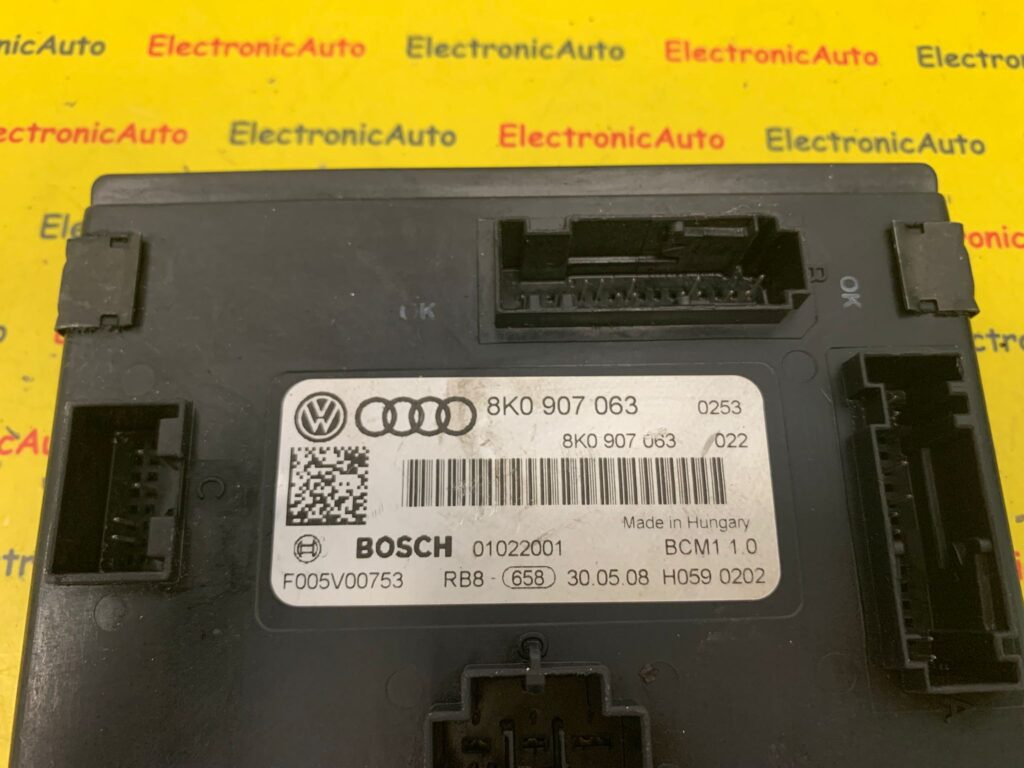 ElectronicAuto ElectronicAuto ElectronicAuto Electronic
ElectronicAuto ElectronicAuto ElectronicAuto ElectronicAuto
B
OK
K
8K0 907 063 0253
8K0 907 063 022
C
Made in Hungary
BOSCH 01022001 BCM1 1.0
F005V00753 RB8 - 658 30.05.08 H059 0202
A